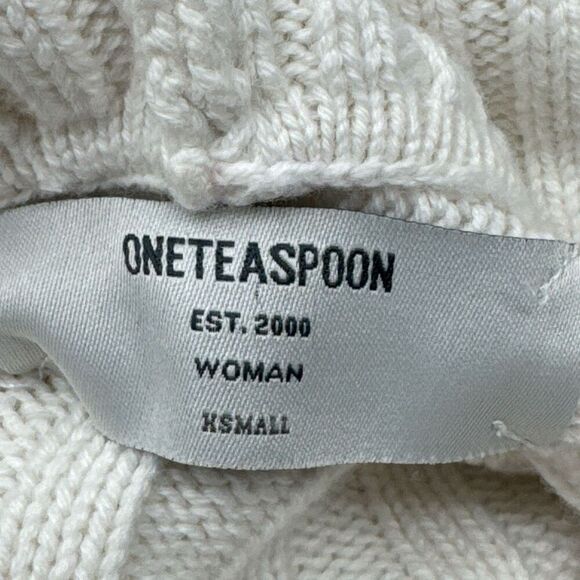 ONETEASPOON
EST. 2000
WOMAN
XSMALL